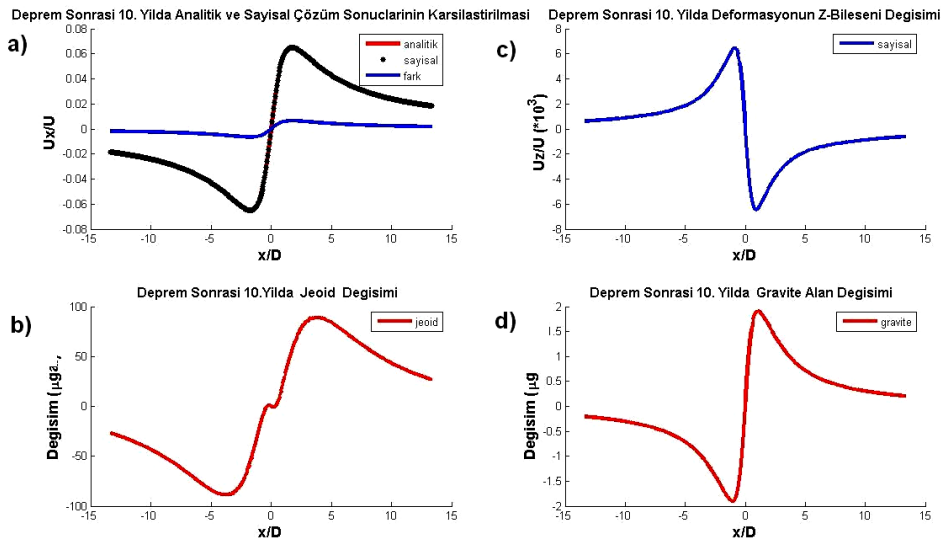 Deprem Sonrasi 10. Yilda Analitik ve Sayisal Çözüm Sonuclarinin Karsilastirilmasi
a)
0.08
0.06
0.04
0.02
0
-0.02
-0.04
-0.06
-0.08
Ux/U
analitik
sayisal
fark
-15
-10
-5
0
5
10
15
x/D
Deprem Sonrasi 10. Yilda Deformasyonun Z-Bileseni Degisimi
c)
8
6
4
2
0
-2
-4
-6
-8
Uz/U (*10³)
sayisal
-15
-10
-5
0
5
10
15
x/D
Deprem Sonrasi 10.Yilda Jeoid Degisimi
b)
100
50
0
-50
-100
Degisim
jeoid
-15
-10
-5
0
5
10
15
x/D
Deprem Sonrasi 10. Yilda Gravite Alan Degisimi
d)
2
1.5
1
0.5
0
-0.5
-1
-1.5
-2
Degisim (µg
gravite
-15
-10
-5
0
5
10
15
x/D